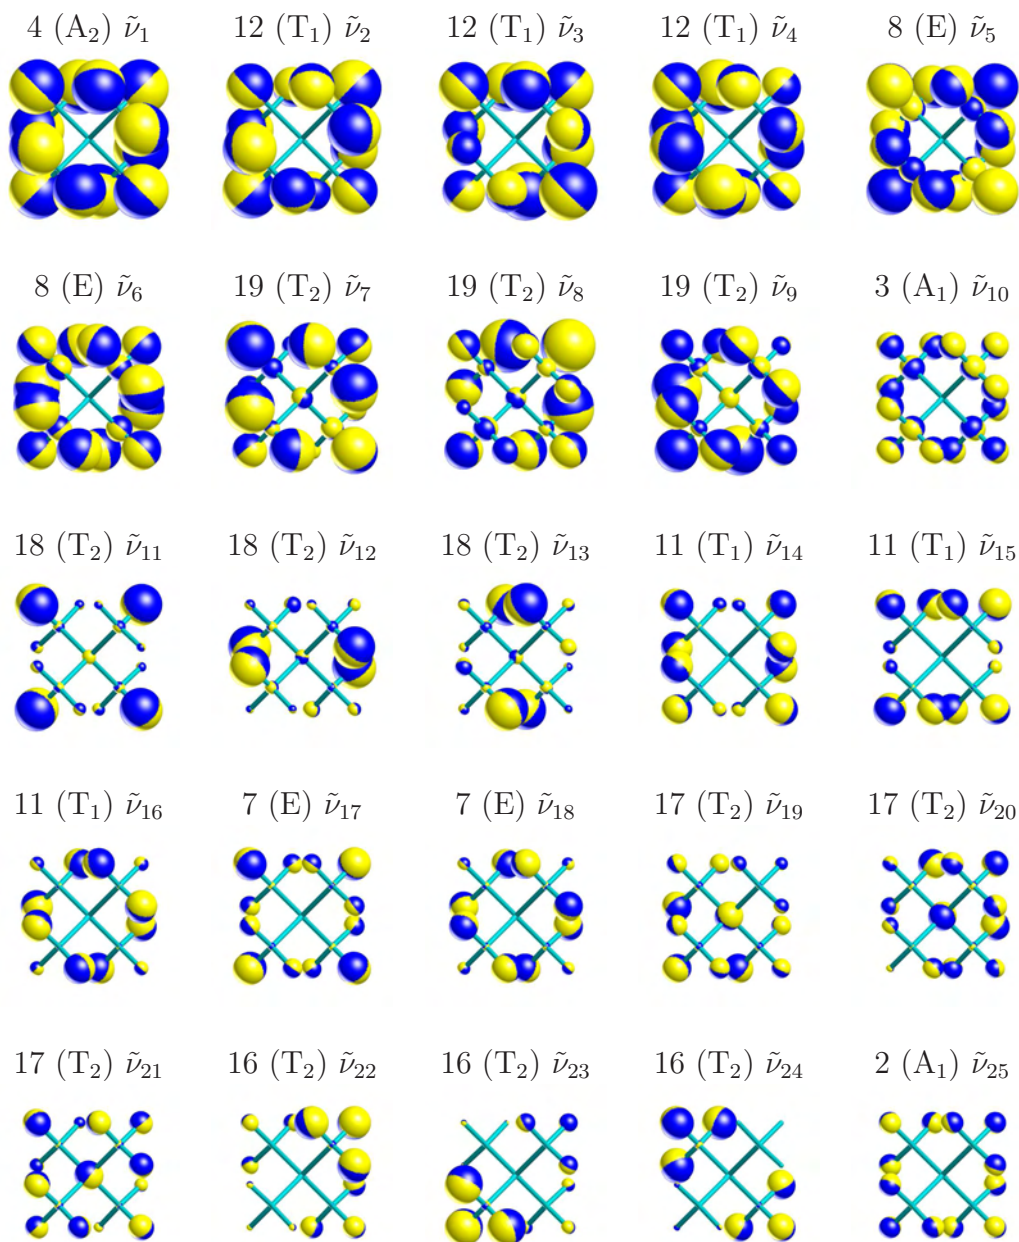 4 (A₂) ν̃₁ 12 (T₁) ν̃₂ 12 (T₁) ν̃₃ 12 (T₁) ν̃₄ 8 (E) ν̃₅
8 (E) ν̃₆ 19 (T₂) ν̃₇ 19 (T₂) ν̃₈ 19 (T₂) ν̃₉ 3 (A₁) ν̃₁₀
18 (T₂) ν̃₁₁ 18 (T₂) ν̃₁₂ 18 (T₂) ν̃₁₃ 11 (T₁) ν̃₁₄ 11 (T₁) ν̃₁₅
11 (T₁) ν̃₁₆ 7 (E) ν̃₁₇ 7 (E) ν̃₁₈ 17 (T₂) ν̃₁₉ 17 (T₂) ν̃₂₀
17 (T₂) ν̃₂₁ 16 (T₂) ν̃₂₂ 16 (T₂) ν̃₂₃ 16 (T₂) ν̃₂₄ 2 (A₁) ν̃₂₅